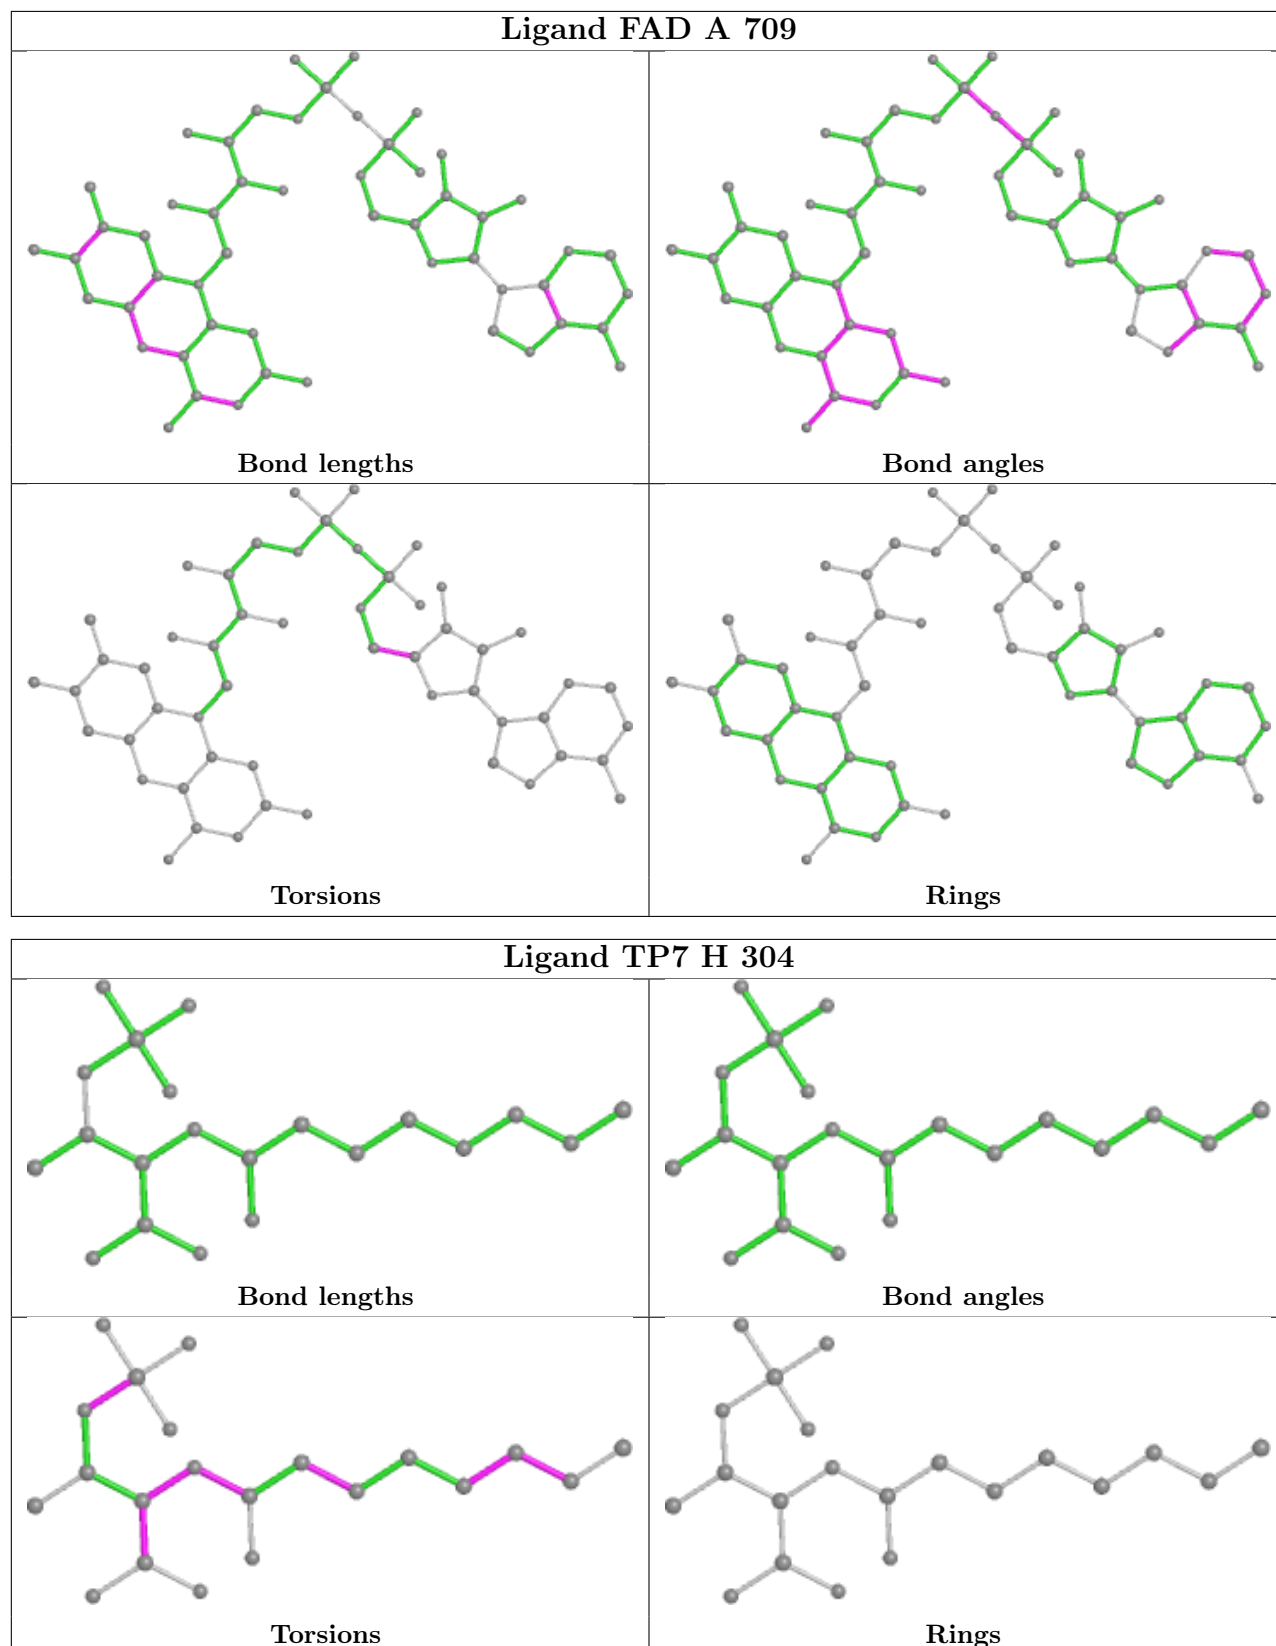 Ligand FAD A 709
Bond lengths
Bond angles
Torsions
Rings
Ligand TP7 H 304
Bond lengths
Bond angles
Torsions
Rings